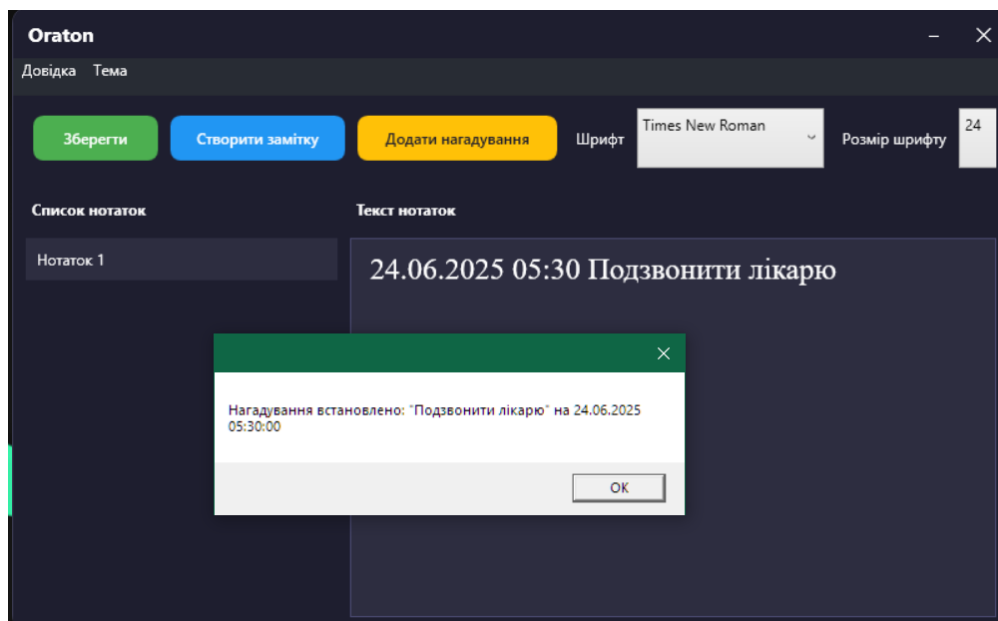 Oraton
Довідка Тема
Зберегти Створити замітку Додати нагадування Шрифт Times New Roman Розмір шрифту 24
Список нотаток Текст нотаток
Нотаток 1
24.06.2025 05:30 Подзвонити лікарю
Нагадування встановлено: "Подзвонити лікарю" на 24.06.2025
05:30:00
OK